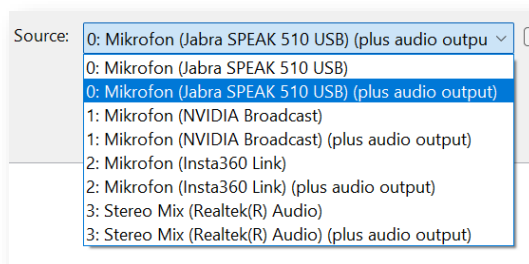 Source: 0: Mikrofon (Jabra SPEAK 510 USB) (plus audio outpu
0: Mikrofon (Jabra SPEAK 510 USB)
0: Mikrofon (Jabra SPEAK 510 USB) (plus audio output)
1: Mikrofon (NVIDIA Broadcast)
1: Mikrofon (NVIDIA Broadcast) (plus audio output)
2: Mikrofon (Insta360 Link)
2: Mikrofon (Insta360 Link) (plus audio output)
3: Stereo Mix (Realtek(R) Audio)
3: Stereo Mix (Realtek(R) Audio) (plus audio output)